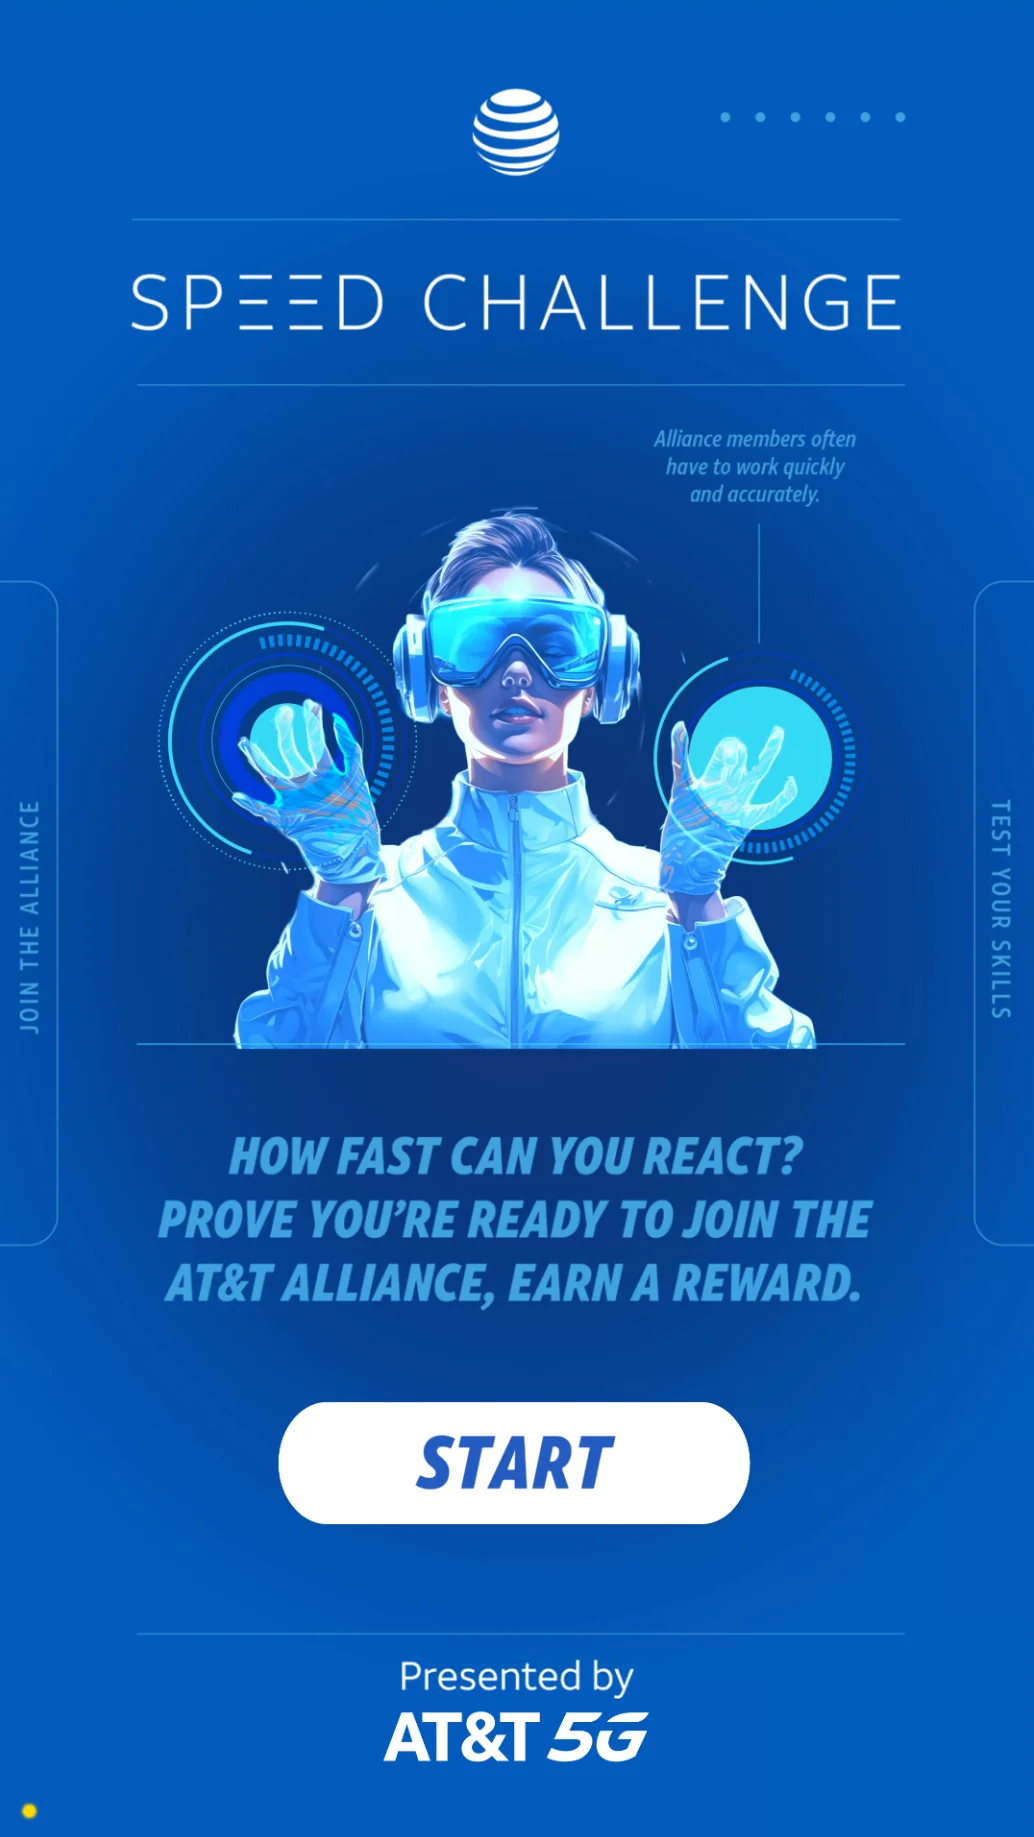 SPEED CHALLENGE
Alliance members often
have to work quickly
and accurately.
JOIN THE ALLIANCE
TEST YOUR SKILLS
HOW FAST CAN YOU REACT?
PROVE YOU’RE READY TO JOIN THE
AT&T ALLIANCE, EARN A REWARD.
START
Presented by
AT&T 5G